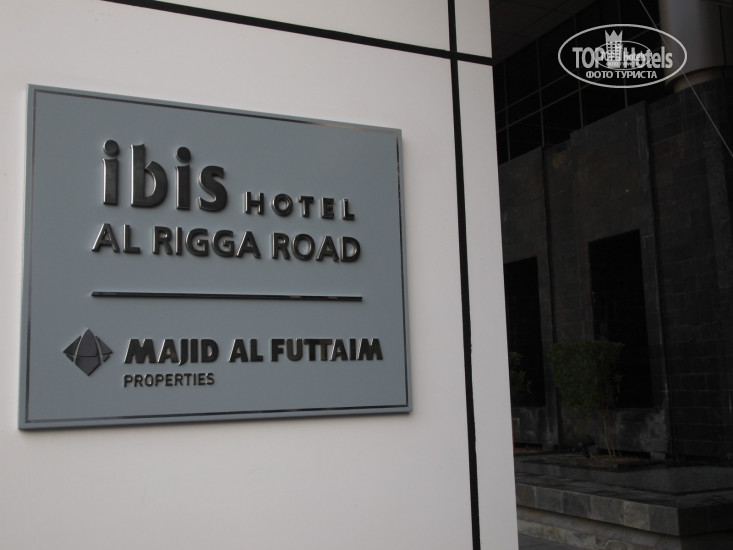 TOP Hotels
ФОТО ТУРИСТА
ibis HOTEL
AL RIGGA ROAD
MAJID AL FUTTAIM
PROPERTIES